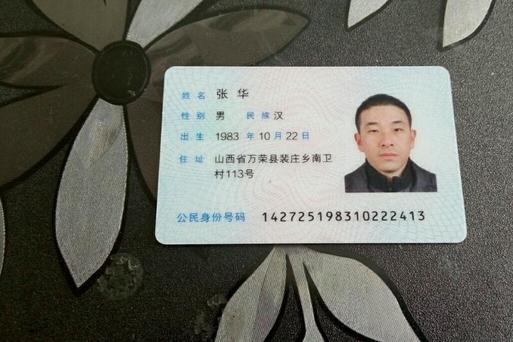 姓名 张华
性别 男 民族 汉
出生 1983 年 10 月 22 日
住址 山西省万荣县裴庄乡南卫
村113号
公民身份号码 142725198310222413